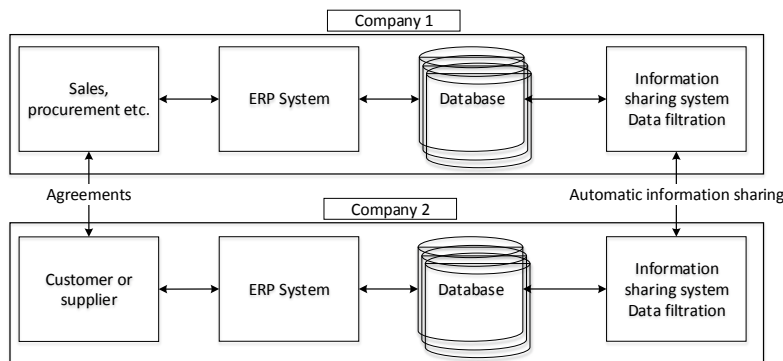 Company 1
Sales,
procurement etc.
ERP System
Database
Information
sharing system
Data filtration
Agreements
Automatic information sharing
Company 2
Customer or
supplier
ERP System
Database
Information
sharing system
Data filtration